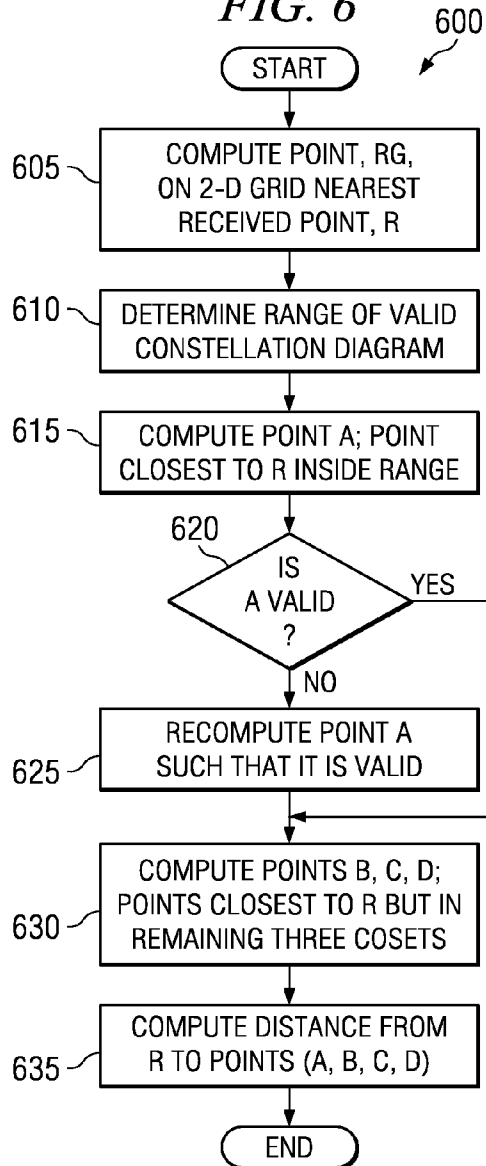 FIG. 6
600
START
605
COMPUTE POINT, RG,
ON 2-D GRID NEAREST
RECEIVED POINT, R
610
DETERMINE RANGE OF VALID
CONSTELLATION DIAGRAM
615
COMPUTE POINT A; POINT
CLOSEST TO R INSIDE RANGE
620
IS
A VALID
?
YES
NO
625
RECOMPUTE POINT A
SUCH THAT IT IS VALID
630
COMPUTE POINTS B, C, D;
POINTS CLOSEST TO R BUT IN
REMAINING THREE COSETS
635
COMPUTE DISTANCE FROM
R TO POINTS (A, B, C, D)
END